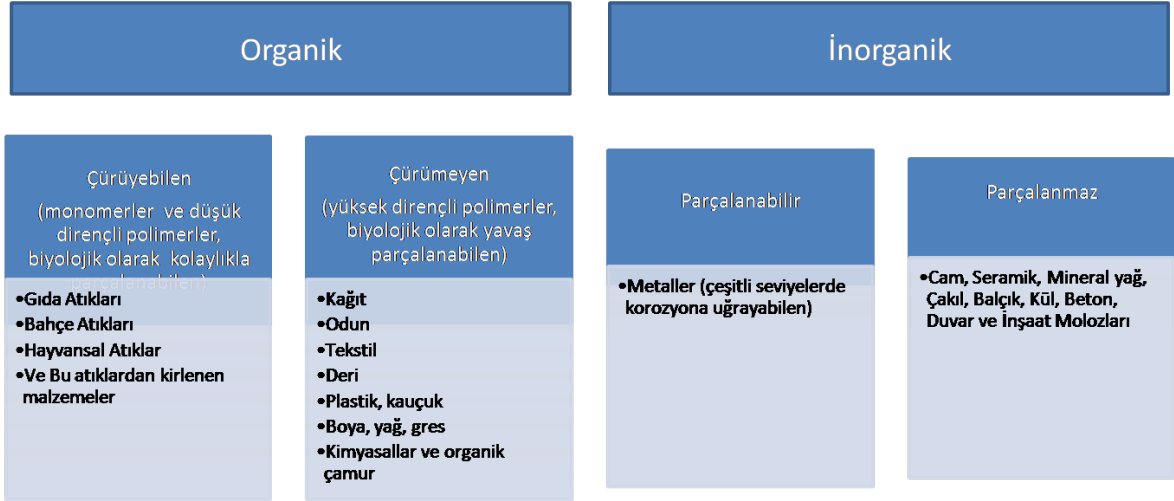 Organik
İnorganik
Çürüyebilen
(monomerler ve düşük
dirençli polimerler,
biyolojik olarak kolaylıkla
parçalanabilen)
•Gıda Atıkları
•Bahçe Atıkları
•Hayvansal Atıklar
•Ve Bu atıklardan kirlenen
malzemeler
Çürümeyen
(yüksek dirençli polimerler,
biyolojik olarak yavaş
parçalanabilen)
•Kağıt
•Odun
•Tekstil
•Deri
•Plastik, kauçuk
•Boya, yağ, gres
•Kimyasallar ve organik
çamur
Parçalanabilir
•Metaller (çeşitli seviyelerde
korozyona uğrayabilen)
Parçalanmaz
•Cam, Seramik, Mineral yağ,
Çakıl, Balçık, Kül, Beton,
Duvar ve İnşaat Molozları